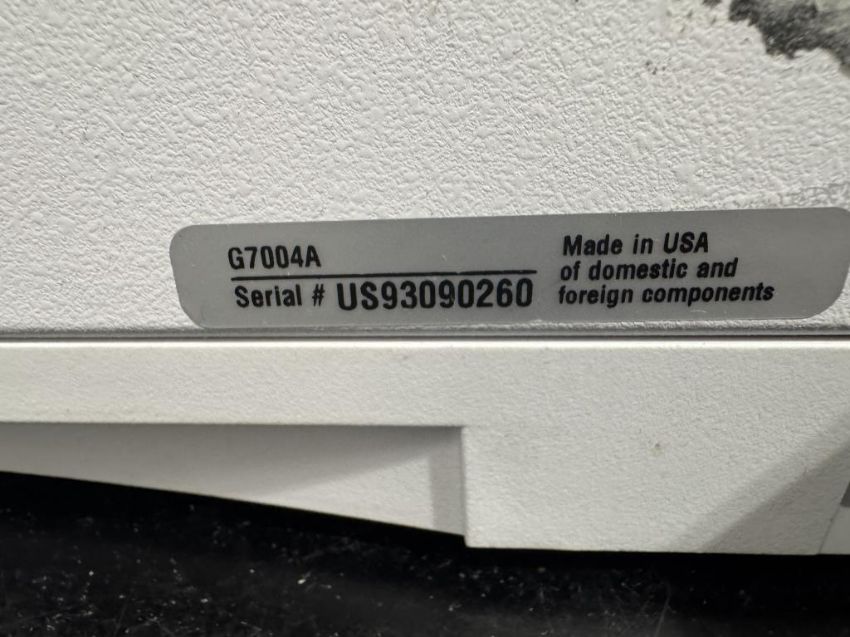 G7004A
Serial # US93090260
Made in USA
of domestic and
foreign components